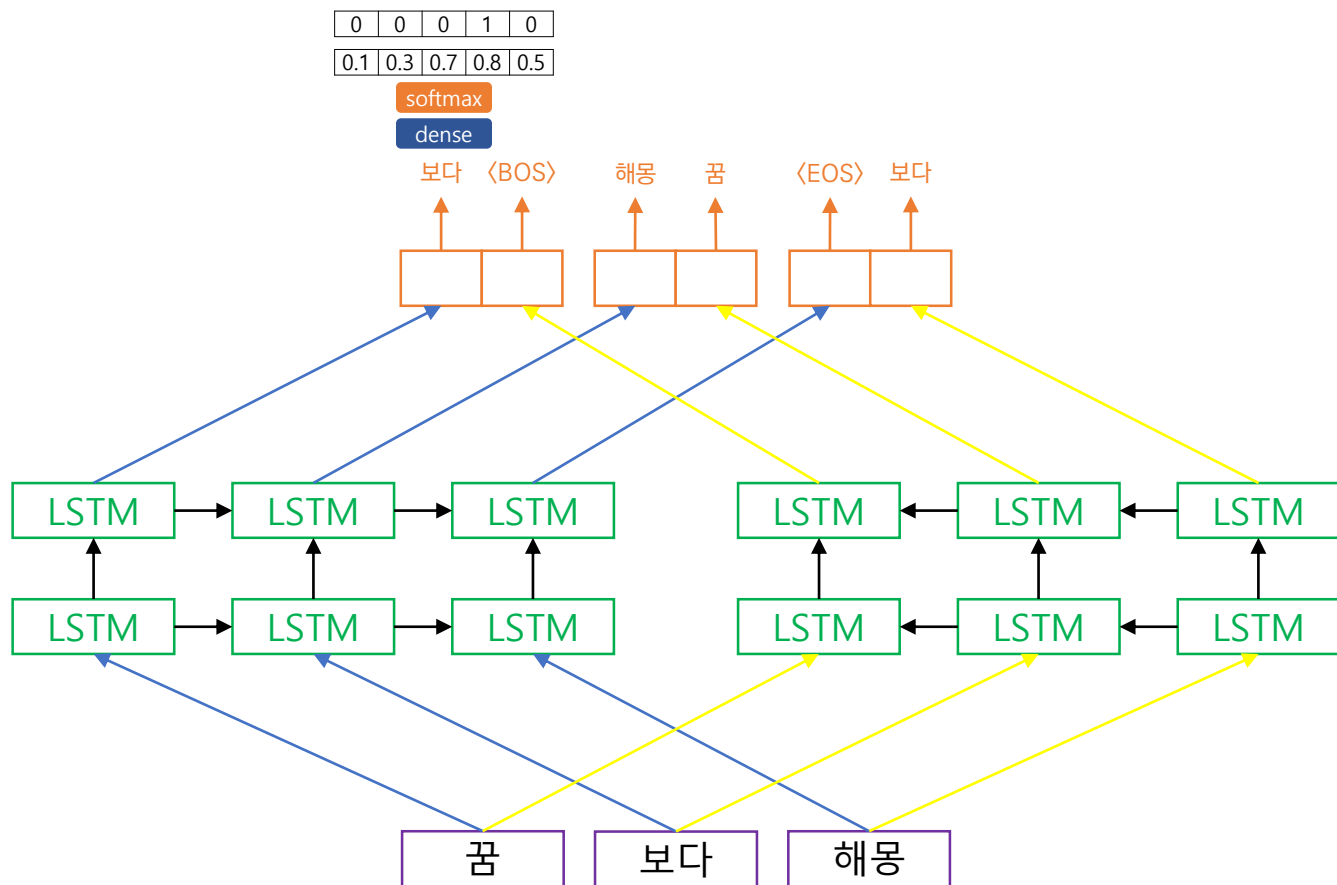 0 0 0 1 0
0.1 0.3 0.7 0.8 0.5
softmax
dense
보다 〈BOS〉 해몽 꿈 〈EOS〉 보다
LSTM LSTM LSTM LSTM LSTM LSTM
LSTM LSTM LSTM LSTM LSTM LSTM
꿈 보다 해몽